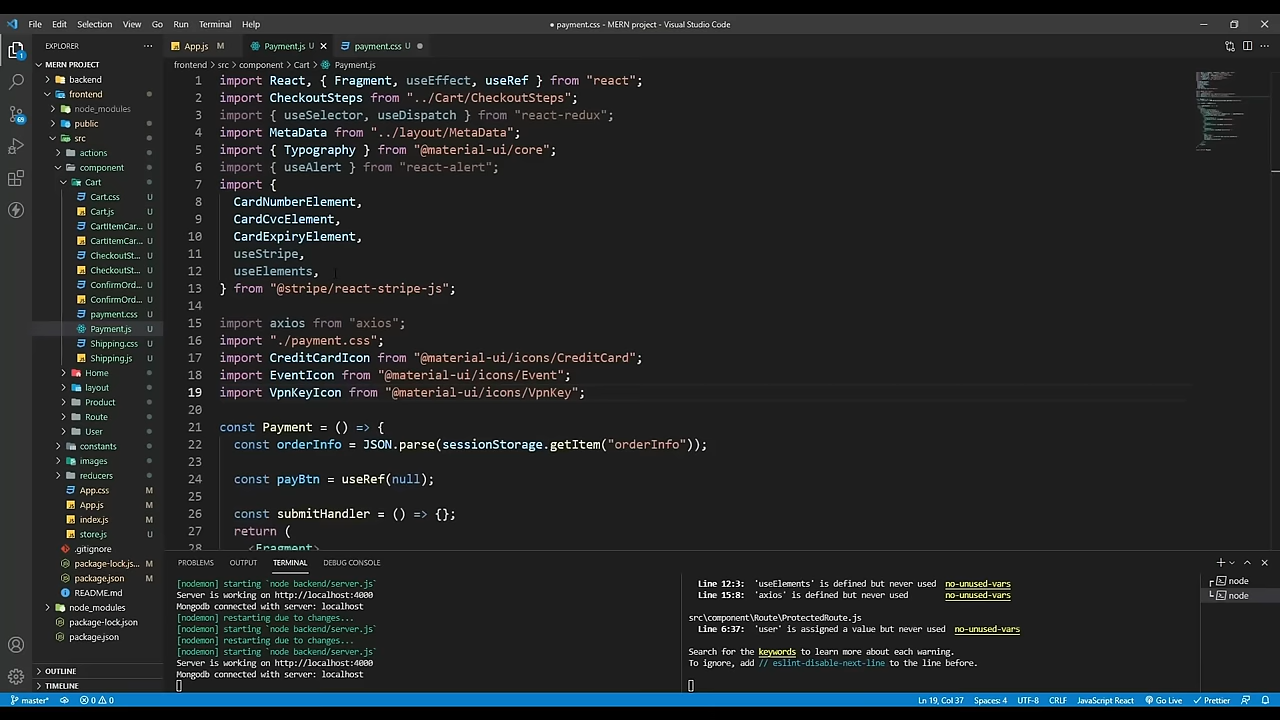 File Edit Selection View Go Run Terminal Help
● payment.css - MERN project - Visual Studio Code
EXPLORER
App.js M
Payment.js U
payment.css U
MERN PROJECT
frontend > src > component > Cart > Payment.js
backend
frontend
node_modules
public
src
actions
component
Cart
Cart.css U
Cart.js U
CartItemCar... U
CartItemCar... U
CheckoutSt... U
CheckoutSt... U
ConfirmOrd... U
ConfirmOrd... U
payment.css U
Payment.js U
Shipping.css U
Shipping.js U
Home
layout
Product
Route
User
constants
images
reducers
App.css M
App.js M
index.js M
store.js U
.gitignore
package-lock.js... M
package.json M
README.md
node_modules
package-lock.json
package.json
OUTLINE
TIMELINE
1 import React, { Fragment, useEffect, useRef } from "react";
2 import CheckoutSteps from "../Cart/CheckoutSteps";
3 import { useSelector, useDispatch } from "react-redux";
4 import MetaData from "../layout/MetaData";
5 import { Typography } from "@material-ui/core";
6 import { useAlert } from "react-alert";
7 import {
8 CardNumberElement,
9 CardCvcElement,
10 CardExpiryElement,
11 useStripe,
12 useElements,
13 } from "@stripe/react-stripe-js";
14
15 import axios from "axios";
16 import "./payment.css";
17 import CreditCardIcon from "@material-ui/icons/CreditCard";
18 import EventIcon from "@material-ui/icons/Event";
19 import VpnKeyIcon from "@material-ui/icons/VpnKey";
20
21 const Payment = () => {
22 const orderInfo = JSON.parse(sessionStorage.getItem("orderInfo"));
23
24 const payBtn = useRef(null);
25
26 const submitHandler = () => {};
27 return (
28 <Fragment>
PROBLEMS OUTPUT TERMINAL DEBUG CONSOLE
[nodemon] starting `node backend/server.js`
Server is working on http://localhost:4000
Mongodb connected with server: localhost
[nodemon] restarting due to changes...
[nodemon] starting `node backend/server.js`
[nodemon] restarting due to changes...
[nodemon] starting `node backend/server.js`
Server is working on http://localhost:4000
Mongodb connected with server: localhost
Line 12:3: 'useElements' is defined but never used no-unused-vars
Line 15:8: 'axios' is defined but never used no-unused-vars
src\component\Route\ProtectedRoute.js
Line 6:37: 'user' is assigned a value but never used no-unused-vars
Search for the keywords to learn more about each warning.
To ignore, add // eslint-disable-next-line to the line before.
node
node
master* 0 0
Ln 19, Col 37 Spaces: 4 UTF-8 CRLF JavaScript React Go Live Prettier